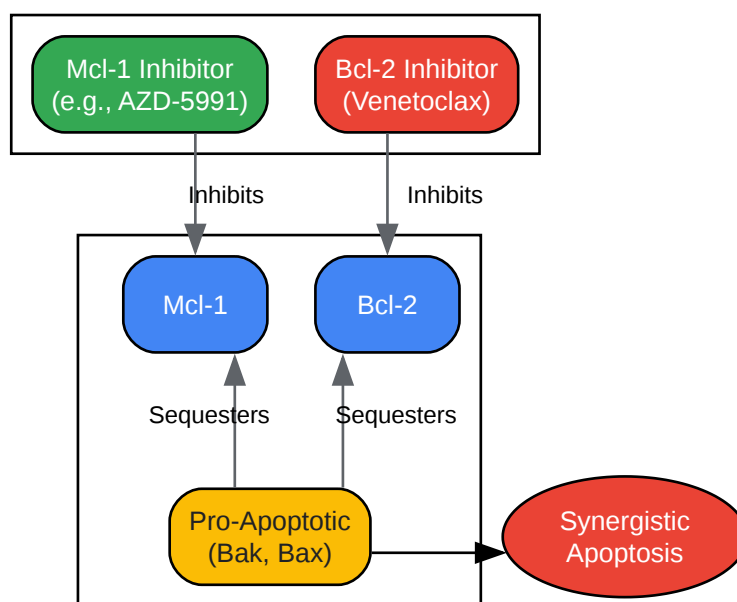 Mcl-1 Inhibitor
(e.g., AZD-5991)
Bcl-2 Inhibitor
(Venetoclax)
Inhibits
Inhibits
Mcl-1
Bcl-2
Sequesters
Sequesters
Pro-Apoptotic
(Bak, Bax)
Synergistic
Apoptosis